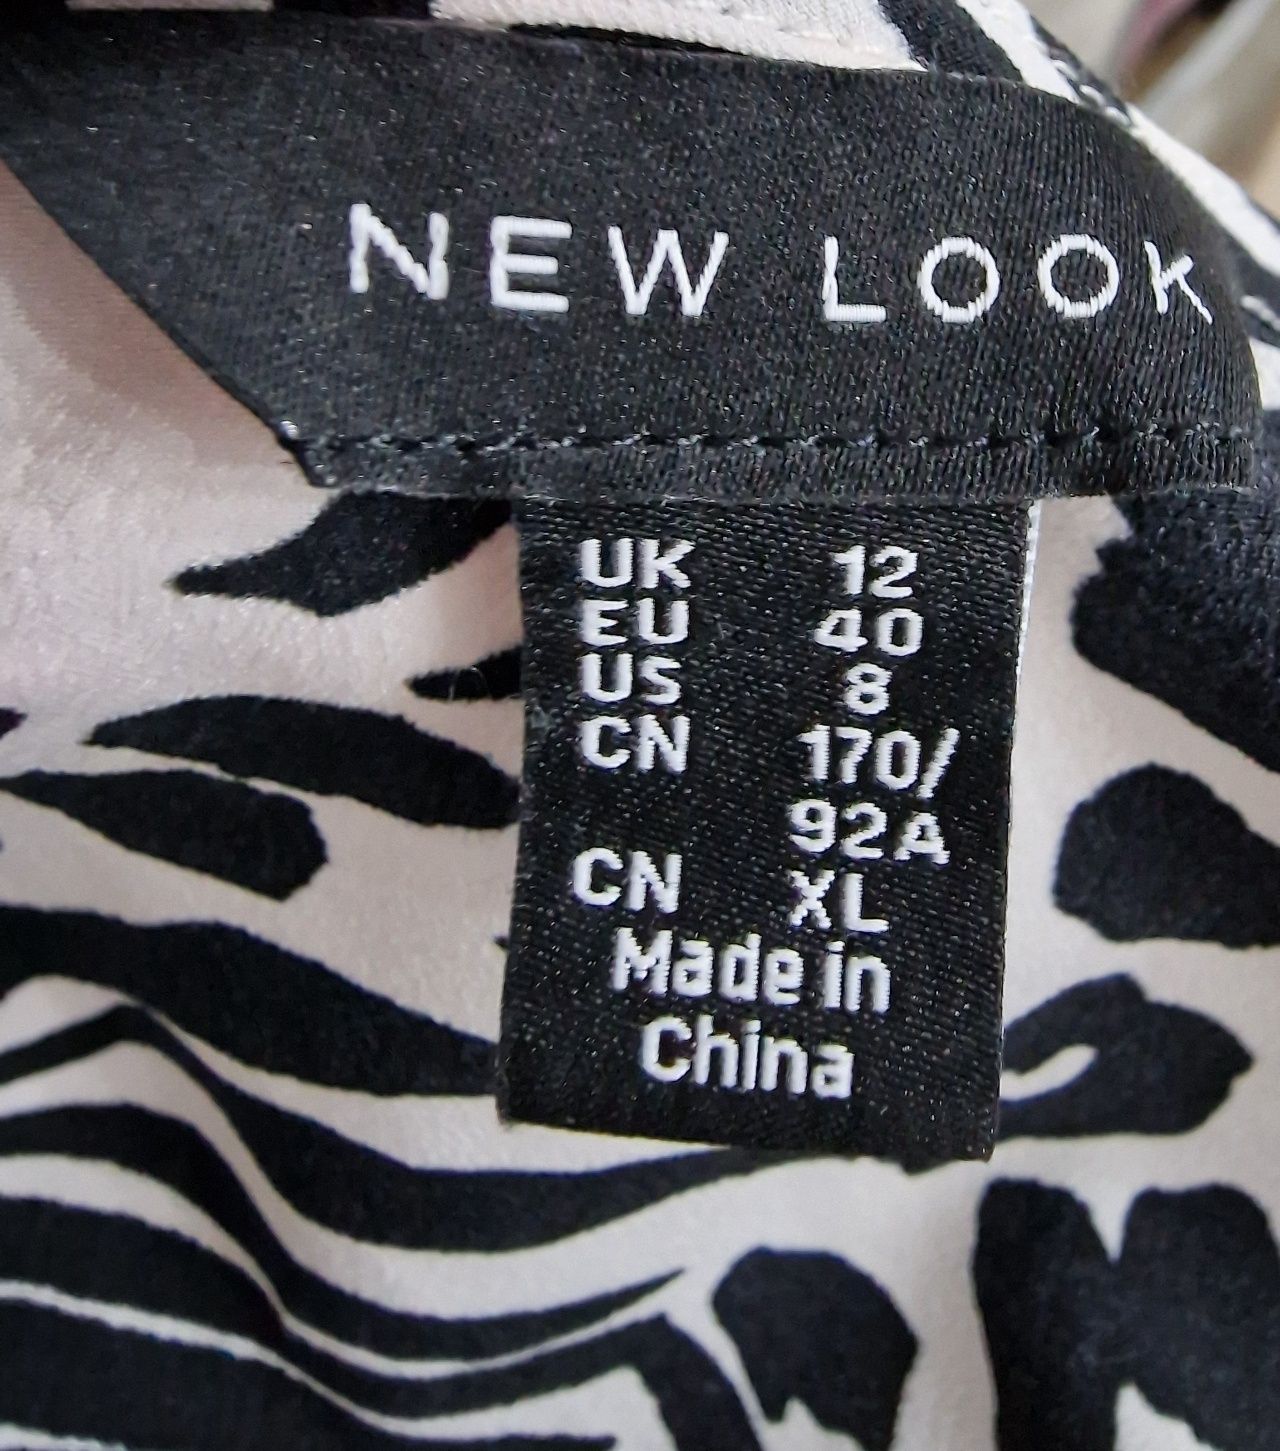 NEW LOOK
UK 12
EU 40
US 8
CN 170/
92A
CN XL
Made in
China